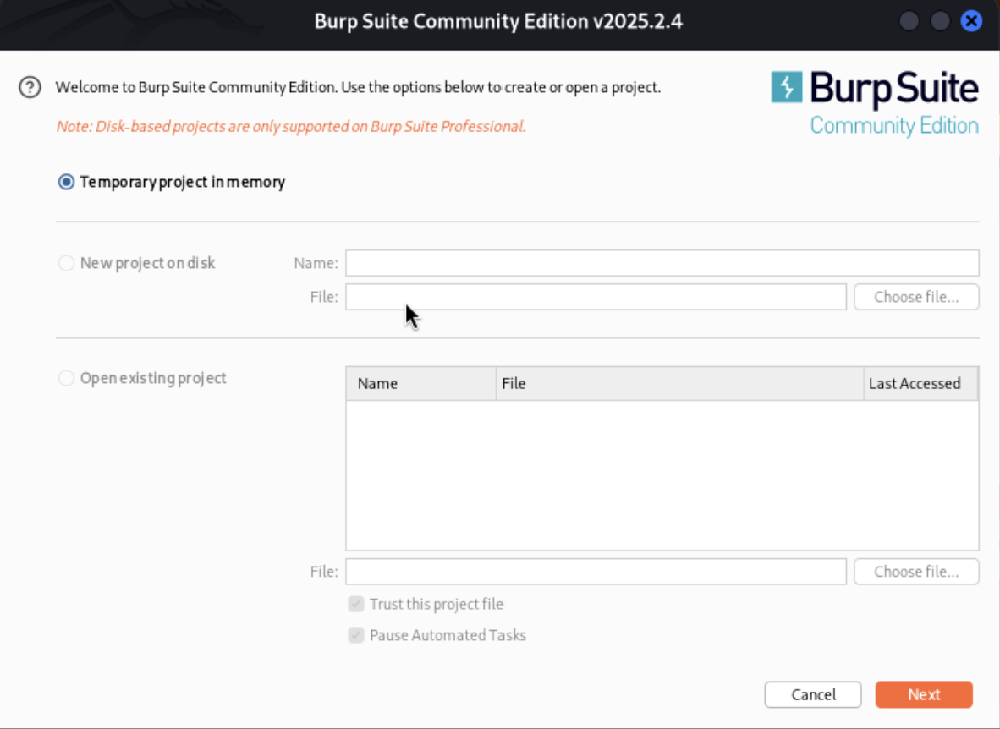 Burp Suite Community Edition v2025.2.4
Welcome to Burp Suite Community Edition. Use the options below to create or open a project.
Burp Suite
Community Edition
Note: Disk-based projects are only supported on Burp Suite Professional.
Temporary project in memory
New project on disk
Name:
File:
Choose file...
Open existing project
Name File Last Accessed
File:
Choose file...
Trust this project file
Pause Automated Tasks
Cancel
Next